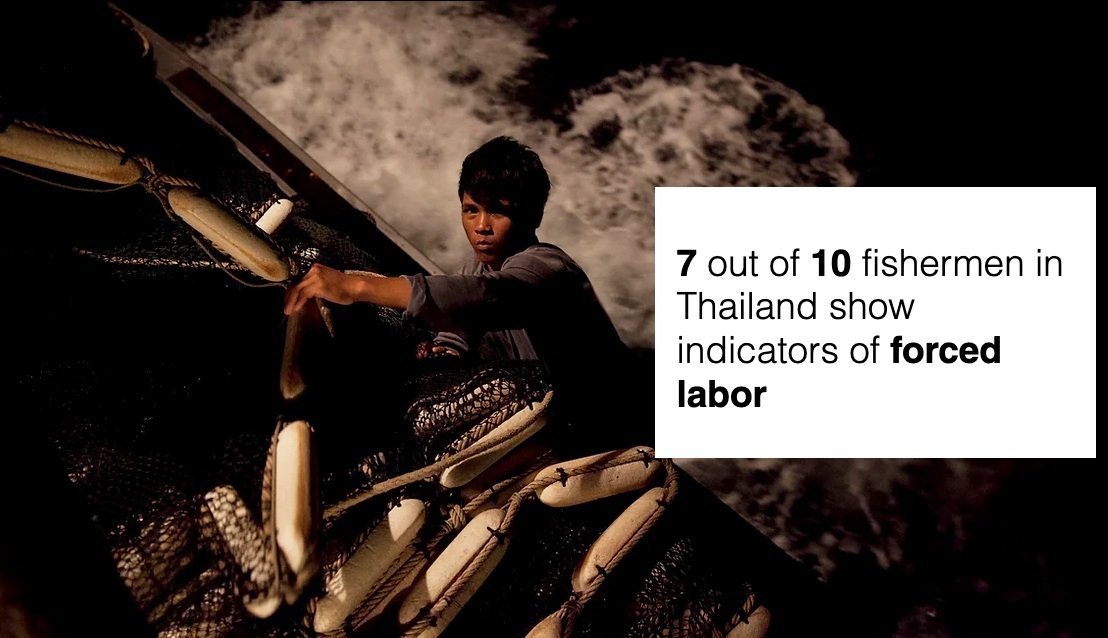 7 out of 10 fishermen in
Thailand show
indicators of forced
labor